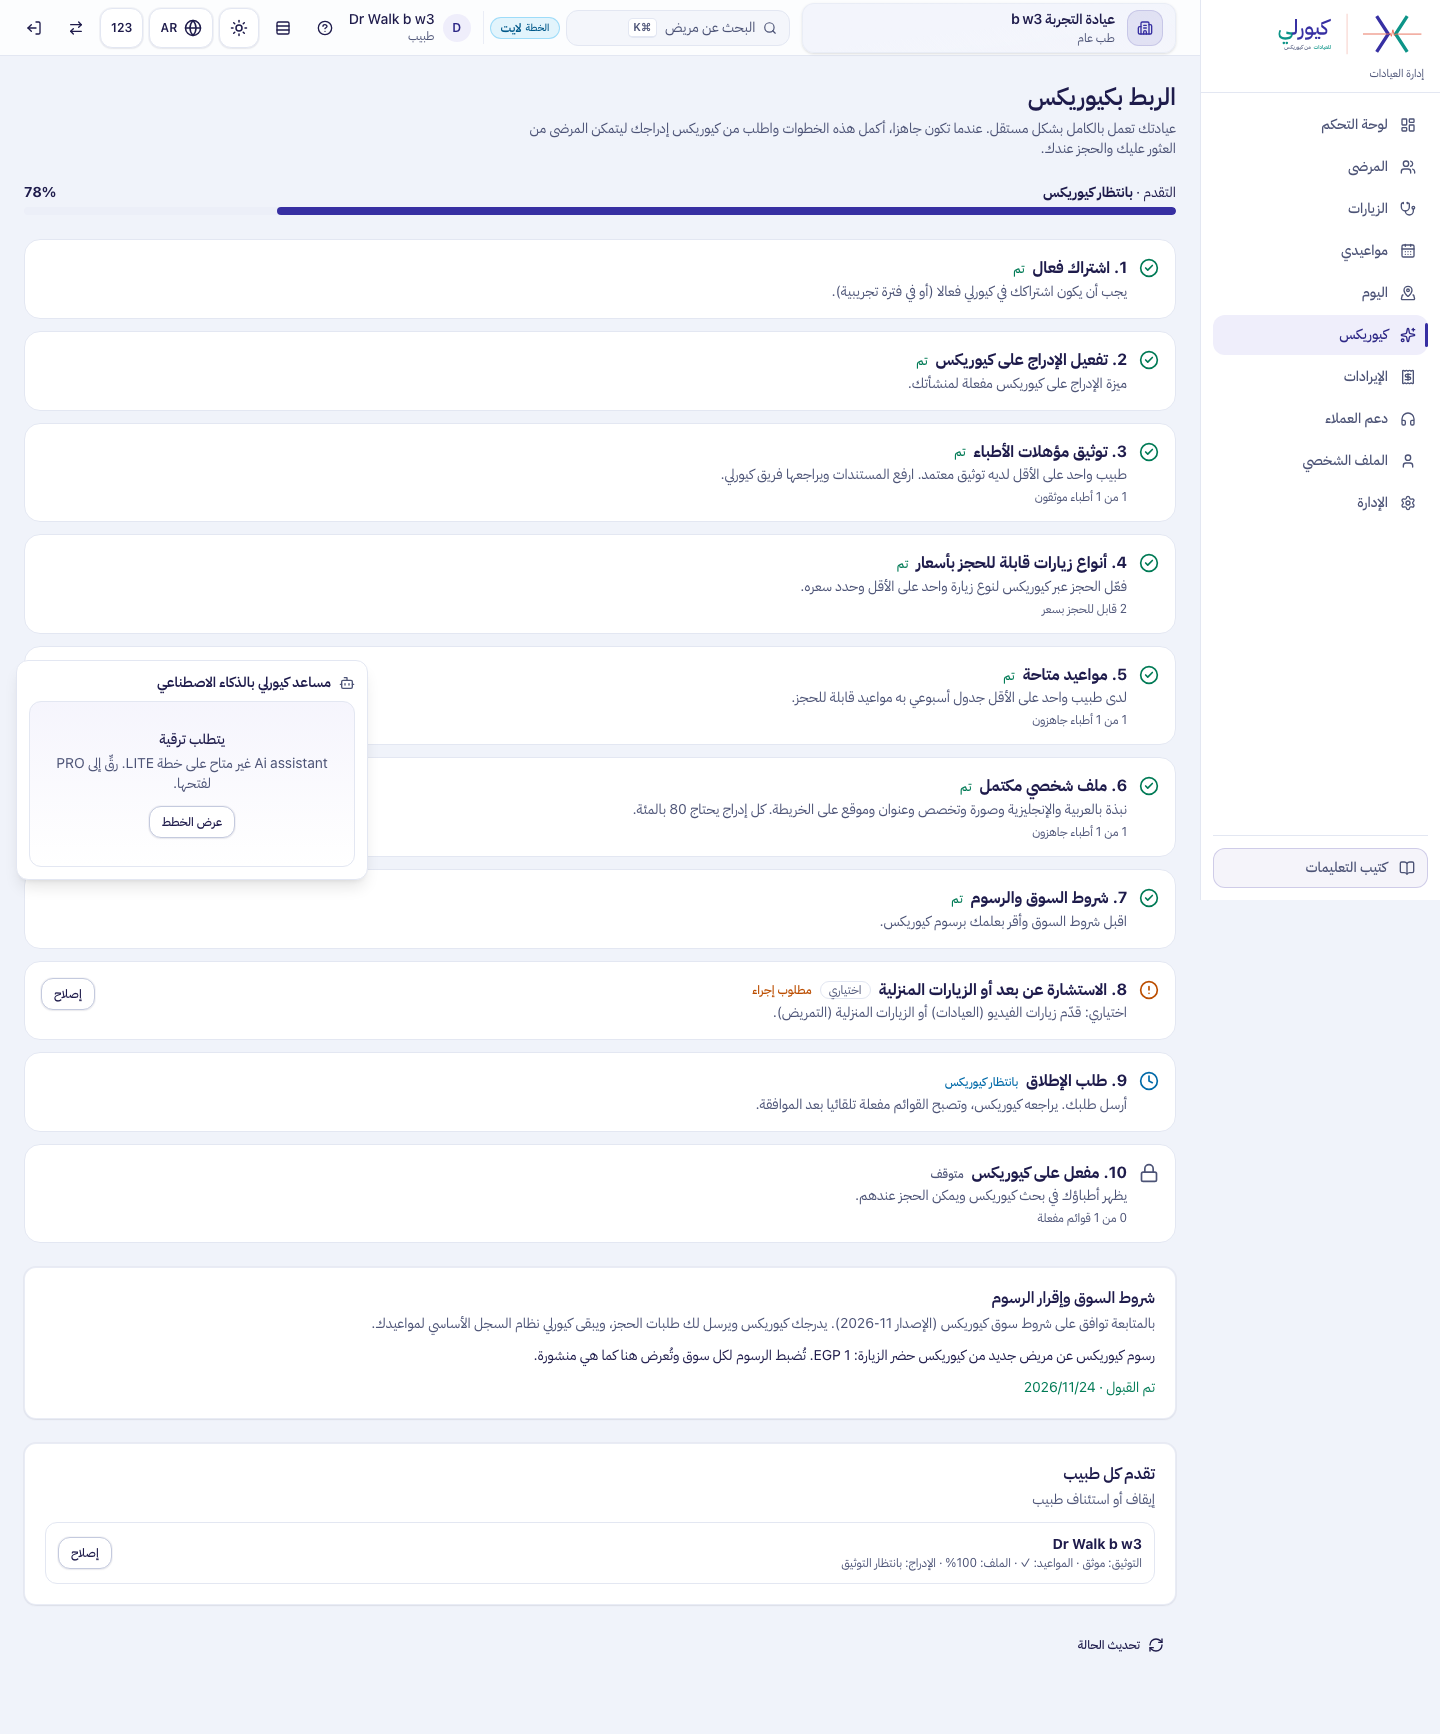 كيورلي
للعيادات. من كيوريكس
إدارة العيادات
عيادة التجربة b w3
طب عام
البحث عن مريض
⌘K
الخطة لايت
D
Dr Walk b w3
طبيب
AR
123
لوحة التحكم
المرضى
الزيارات
مواعيدي
اليوم
كيوريكس
الإيرادات
دعم العملاء
الملف الشخصي
الإدارة
كتيب التعليمات
الربط بكيوريكس
عيادتك تعمل بالكامل بشكل مستقل. عندما تكون جاهزا، أكمل هذه الخطوات واطلب من كيوريكس إدراجك ليتمكن المرضى من
العثور عليك والحجز عندك.
التقدم · بانتظار كيوريكس
78%
1. اشتراك فعال تم
يجب أن يكون اشتراكك في كيورلي فعالا (أو في فترة تجريبية).
2. تفعيل الإدراج على كيوريكس تم
ميزة الإدراج على كيوريكس مفعلة لمنشأتك.
3. توثيق مؤهلات الأطباء تم
طبيب واحد على الأقل لديه توثيق معتمد. ارفع المستندات ويراجعها فريق كيورلي.
1 من 1 أطباء موثقون
4. أنواع زيارات قابلة للحجز بأسعار تم
فعّل الحجز عبر كيوريكس لنوع زيارة واحد على الأقل وحدد سعره.
2 قابل للحجز بسعر
5. مواعيد متاحة تم
لدى طبيب واحد على الأقل جدول أسبوعي به مواعيد قابلة للحجز.
1 من 1 أطباء جاهزون
6. ملف شخصي مكتمل تم
نبذة بالعربية والإنجليزية وصورة وتخصص وعنوان وموقع على الخريطة. كل إدراج يحتاج 80 بالمئة.
1 من 1 أطباء جاهزون
مساعد كيورلي بالذكاء الاصطناعي
يتطلب ترقية
Ai assistant غير متاح على خطة LITE. رقِّ إلى PRO
لفتحها.
عرض الخطط
7. شروط السوق والرسوم تم
اقبل شروط السوق وأقر بعلمك برسوم كيوريكس.
8. الاستشارة عن بعد أو الزيارات المنزلية اختياري مطلوب إجراء
اختياري: قدّم زيارات الفيديو (العيادات) أو الزيارات المنزلية (التمريض).
إصلاح
9. طلب الإطلاق بانتظار كيوريكس
أرسل طلبك. يراجعه كيوريكس، وتصبح القوائم مفعلة تلقائيا بعد الموافقة.
10. مفعل على كيوريكس متوقف
يظهر أطباؤك في بحث كيوريكس ويمكن الحجز عندهم.
0 من 1 قوائم مفعلة
شروط السوق وإقرار الرسوم
بالمتابعة توافق على شروط سوق كيوريكس (الإصدار 11-2026). يدرجك كيوريكس ويرسل لك طلبات الحجز، ويبقى كيورلي نظام السجل الأساسي لمواعيدك.
رسوم كيوريكس عن مريض جديد من كيوريكس حضر الزيارة: EGP 1. تُضبط الرسوم لكل سوق وتُعرض هنا كما هي منشورة.
تم القبول · 2026/11/24
تقدم كل طبيب
إيقاف أو استئناف طبيب
Dr Walk b w3
التوثيق: موثق · المواعيد: ✓ · الملف: 100% · الإدراج: بانتظار التوثيق
إصلاح
تحديث الحالة